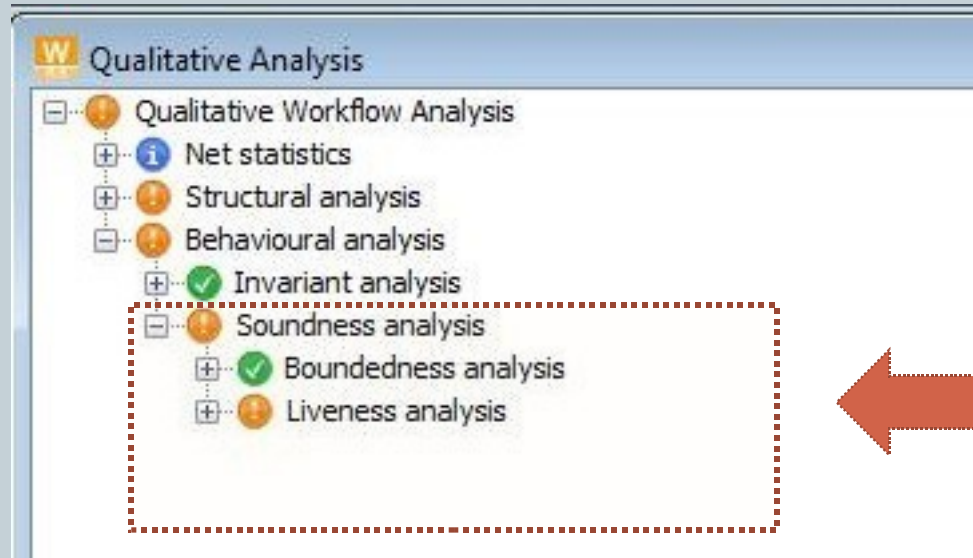 W Qualitative Analysis
Qualitative Workflow Analysis
Net statistics
Structural analysis
Behavioural analysis
Invariant analysis
Soundness analysis
Boundedness analysis
Liveness analysis